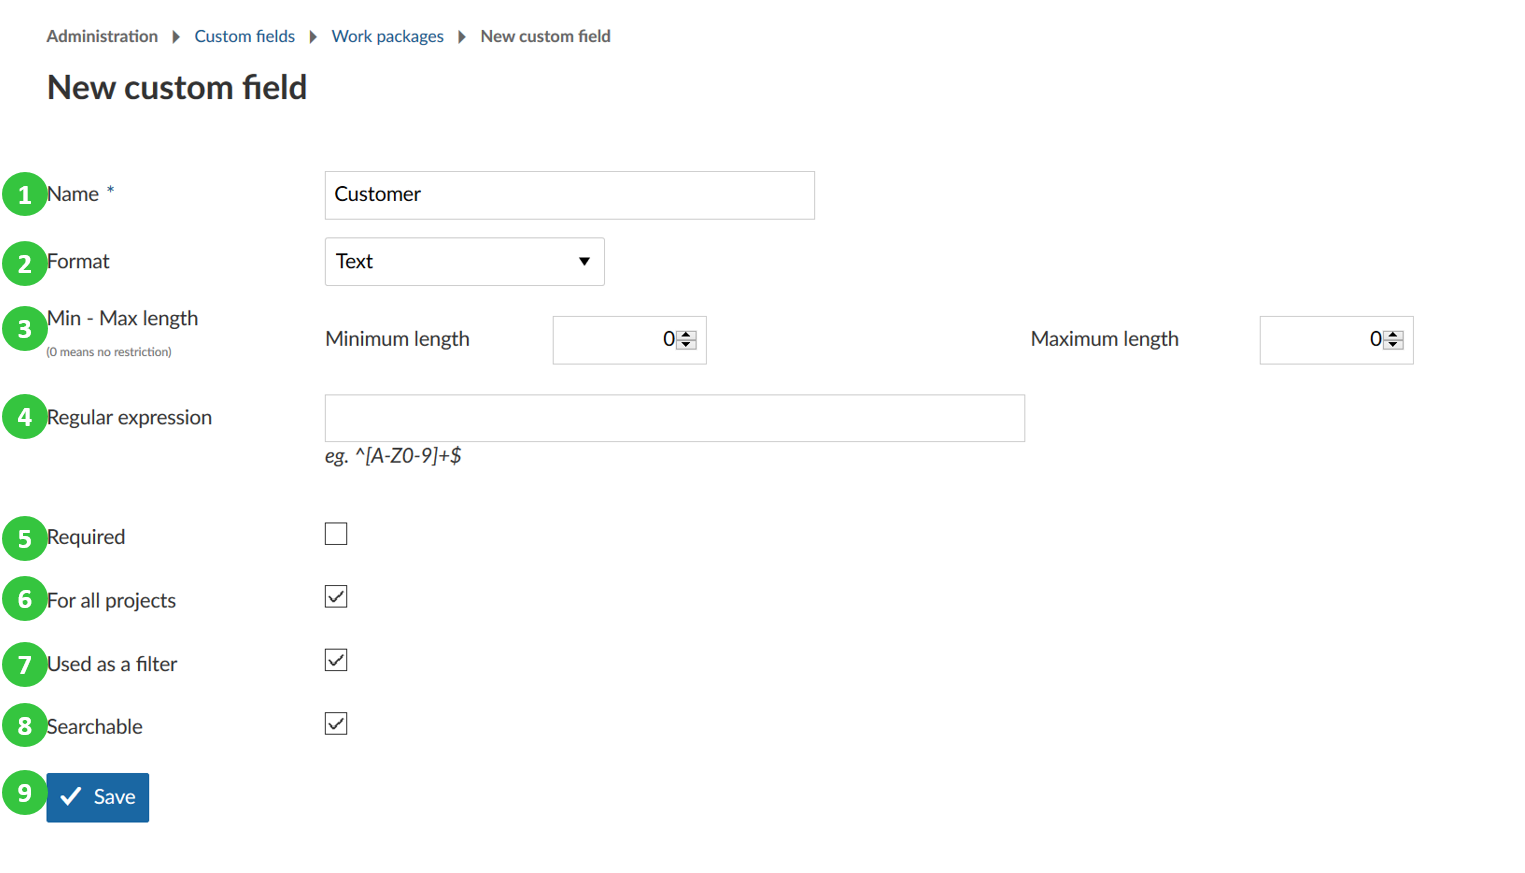 Administration Custom fields Work packages New custom field
New custom field
1 Name * Customer
2 Format Text
3 Min - Max length Minimum length 0 Maximum length 0
(0 means no restriction)
4 Regular expression
eg. ^[A-Z0-9]+$
5 Required
6 For all projects
7 Used as a filter
8 Searchable
9 Save